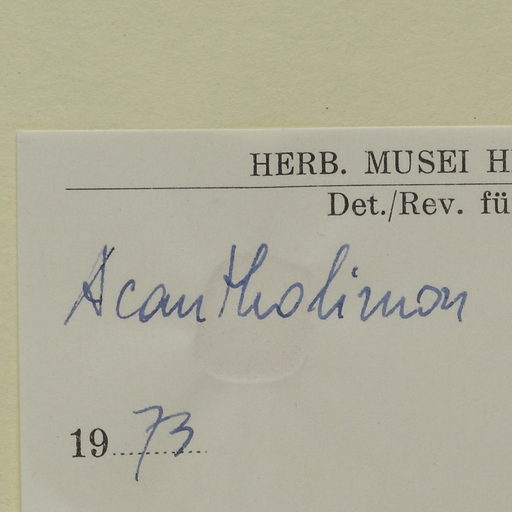 HERB. MUSEI
Det./Rev. fü
Acantholimon
1973